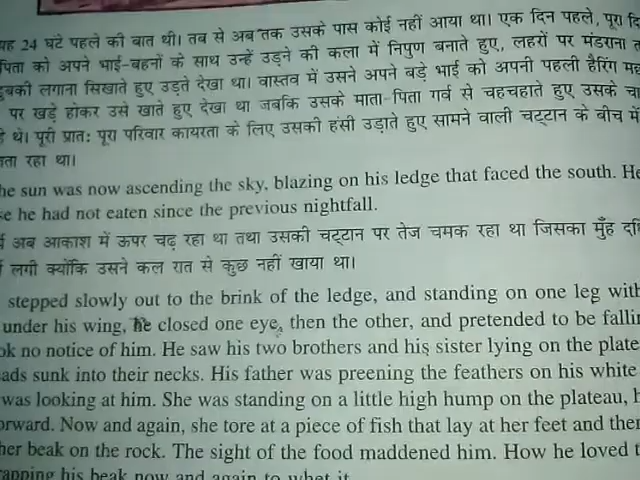 यह 24 घंटे पहले की बात थी। तब से अब तक उसके पास कोई नहीं आया था। एक दिन पहले, पूरा
पिता को अपने भाई-बहनों के साथ उन्हें उड़ने की कला में निपुण बनाते हुए, लहरों पर मंडराना
डुबकी लगाना सिखाते हुए उड़ते देखा था। वास्तव में उसने अपने बड़े भाई को अपनी पहली हैरिंग
पर खड़े होकर उसे खाते हुए देखा था जबकि उसके माता-पिता गर्व से चहचहाते हुए उसके
थे। पूरी प्रात: पूरा परिवार कायरता के लिए उसकी हंसी उड़ाते हुए सामने वाली चट्टान के बीच में
रहा था।
he sun was now ascending the sky, blazing on his ledge that faced the south. He
se he had not eaten since the previous nightfall.
अब आकाश में ऊपर चढ़ रहा था तथा उसकी चट्टान पर तेज चमक रहा था जिसका मुँह
लगी क्योंकि उसने कल रात से कुछ नहीं खाया था।
stepped slowly out to the brink of the ledge, and standing on one leg with
under his wing, he closed one eye, then the other, and pretended to be fallin
ok no notice of him. He saw his two brothers and his sister lying on the plate
ads sunk into their necks. His father was preening the feathers on his white
was looking at him. She was standing on a little high hump on the plateau, h
orward. Now and again, she tore at a piece of fish that lay at her feet and then
her beak on the rock. The sight of the food maddened him. How he loved t
rapping his beak now and again to whet it